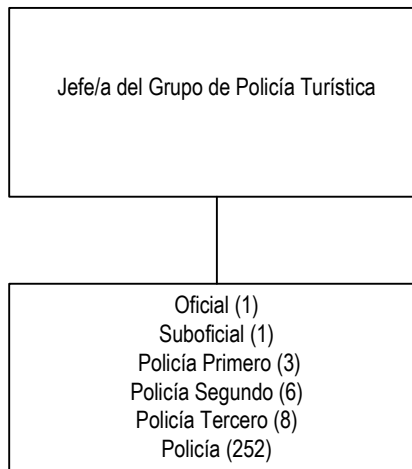 Jefe/a del Grupo de Policía Turística
Oficial (1)
Suboficial (1)
Policía Primero (3)
Policía Segundo (6)
Policía Tercero (8)
Policía (252)